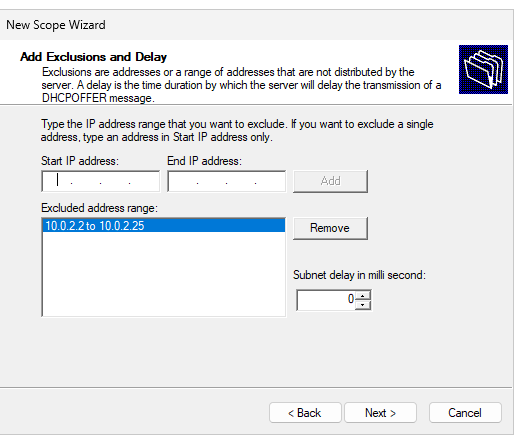 New Scope Wizard
Add Exclusions and Delay
Exclusions are addresses or a range of addresses that are not distributed by the
server. A delay is the time duration by which the server will delay the transmission of a
DHCPOFFER message.
Type the IP address range that you want to exclude. If you want to exclude a single
address, type an address in Start IP address only.
Start IP address:
End IP address:
. . .
. . .
Add
Excluded address range:
10.0.2.2 to 10.0.2.25
Remove
Subnet delay in milli second:
0
< Back
Next >
Cancel